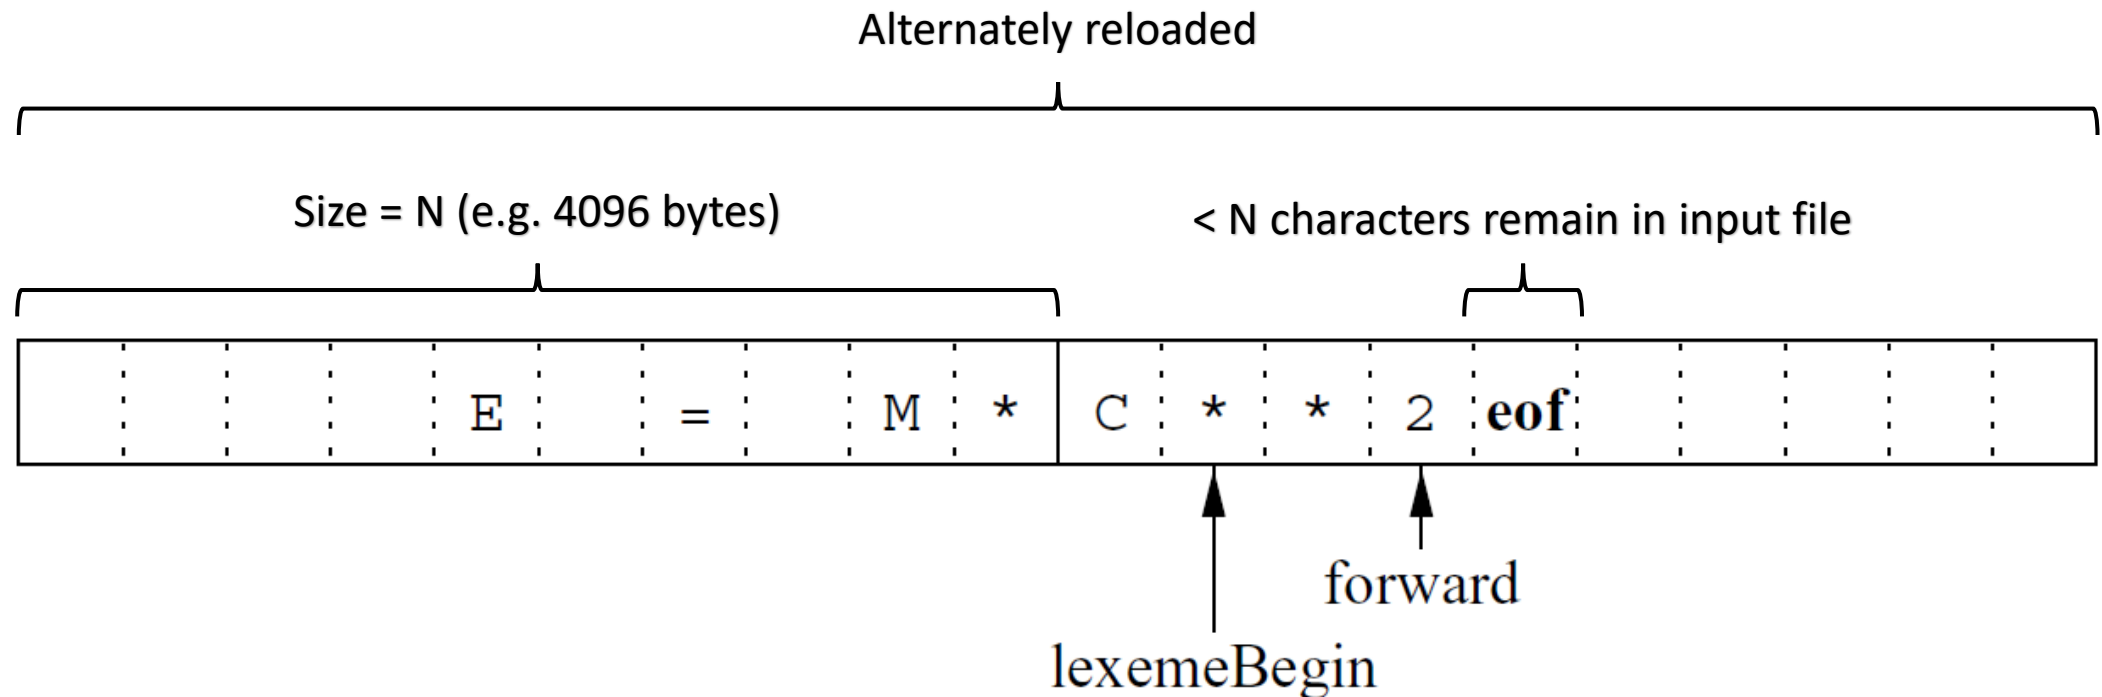 Alternately reloaded
Size = N (e.g. 4096 bytes)
< N characters remain in input file
E = M * C * * 2 eof
forward
lexemeBegin